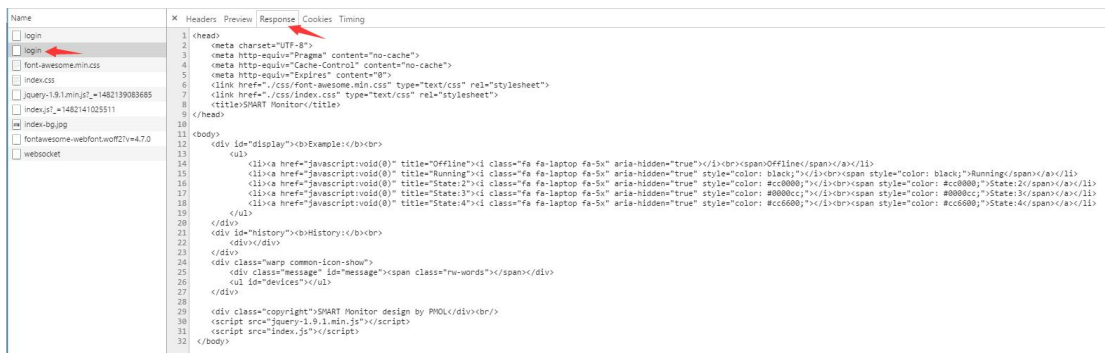 Name
login
login
font-awesome.min.css
index.css
jquery-1.9.1.min.js?_=1482139083685
index.js?_=1482141025511
index-bg.jpg
fontawesome-webfont.woff2?v=4.7.0
websocket
× Headers Preview Response Cookies Timing
1 <head>
2 <meta charset="UTF-8">
3 <meta http-equiv="Pragma" content="no-cache">
4 <meta http-equiv="Cache-Control" content="no-cache">
5 <meta http-equiv="Expires" content="0">
6 <link href="./css/font-awesome.min.css" type="text/css" rel="stylesheet">
7 <link href="./css/index.css" type="text/css" rel="stylesheet">
8 <title>SMART Monitor</title>
9 </head>
10
11 <body>
12 <div id="display"><b>Example:</b><br>
13 <ul>
14 <li><a href="javascript:void(0)" title="Offline"><i class="fa fa-laptop fa-5x" aria-hidden="true"></i><br><span>Offline</span></a></li>
15 <li><a href="javascript:void(0)" title="Running"><i class="fa fa-laptop fa-5x" aria-hidden="true" style="color: black;"></i><br><span style="color: black;">Running</span></a></li>
16 <li><a href="javascript:void(0)" title="State:2"><i class="fa fa-laptop fa-5x" aria-hidden="true" style="color: #cc0000;"></i><br><span style="color: #cc0000;">State:2</span></a></li>
17 <li><a href="javascript:void(0)" title="State:3"><i class="fa fa-laptop fa-5x" aria-hidden="true" style="color: #0000cc;"></i><br><span style="color: #0000cc;">State:3</span></a></li>
18 <li><a href="javascript:void(0)" title="State:4"><i class="fa fa-laptop fa-5x" aria-hidden="true" style="color: #cc6600;"></i><br><span style="color: #cc6600;">State:4</span></a></li>
19 </ul>
20 </div>
21 <div id="history"><b>History:</b><br>
22 <div></div>
23 </div>
24 <div class="warp common-icon-show">
25 <div class="message" id="message"><span class="rw-words"></span></div>
26 <ul id="devices"></ul>
27 </div>
28
29 <div class="copyright">SMART Monitor design by PMOL</div><br/>
30 <script src="jquery-1.9.1.min.js"></script>
31 <script src="index.js"></script>
32 </body>